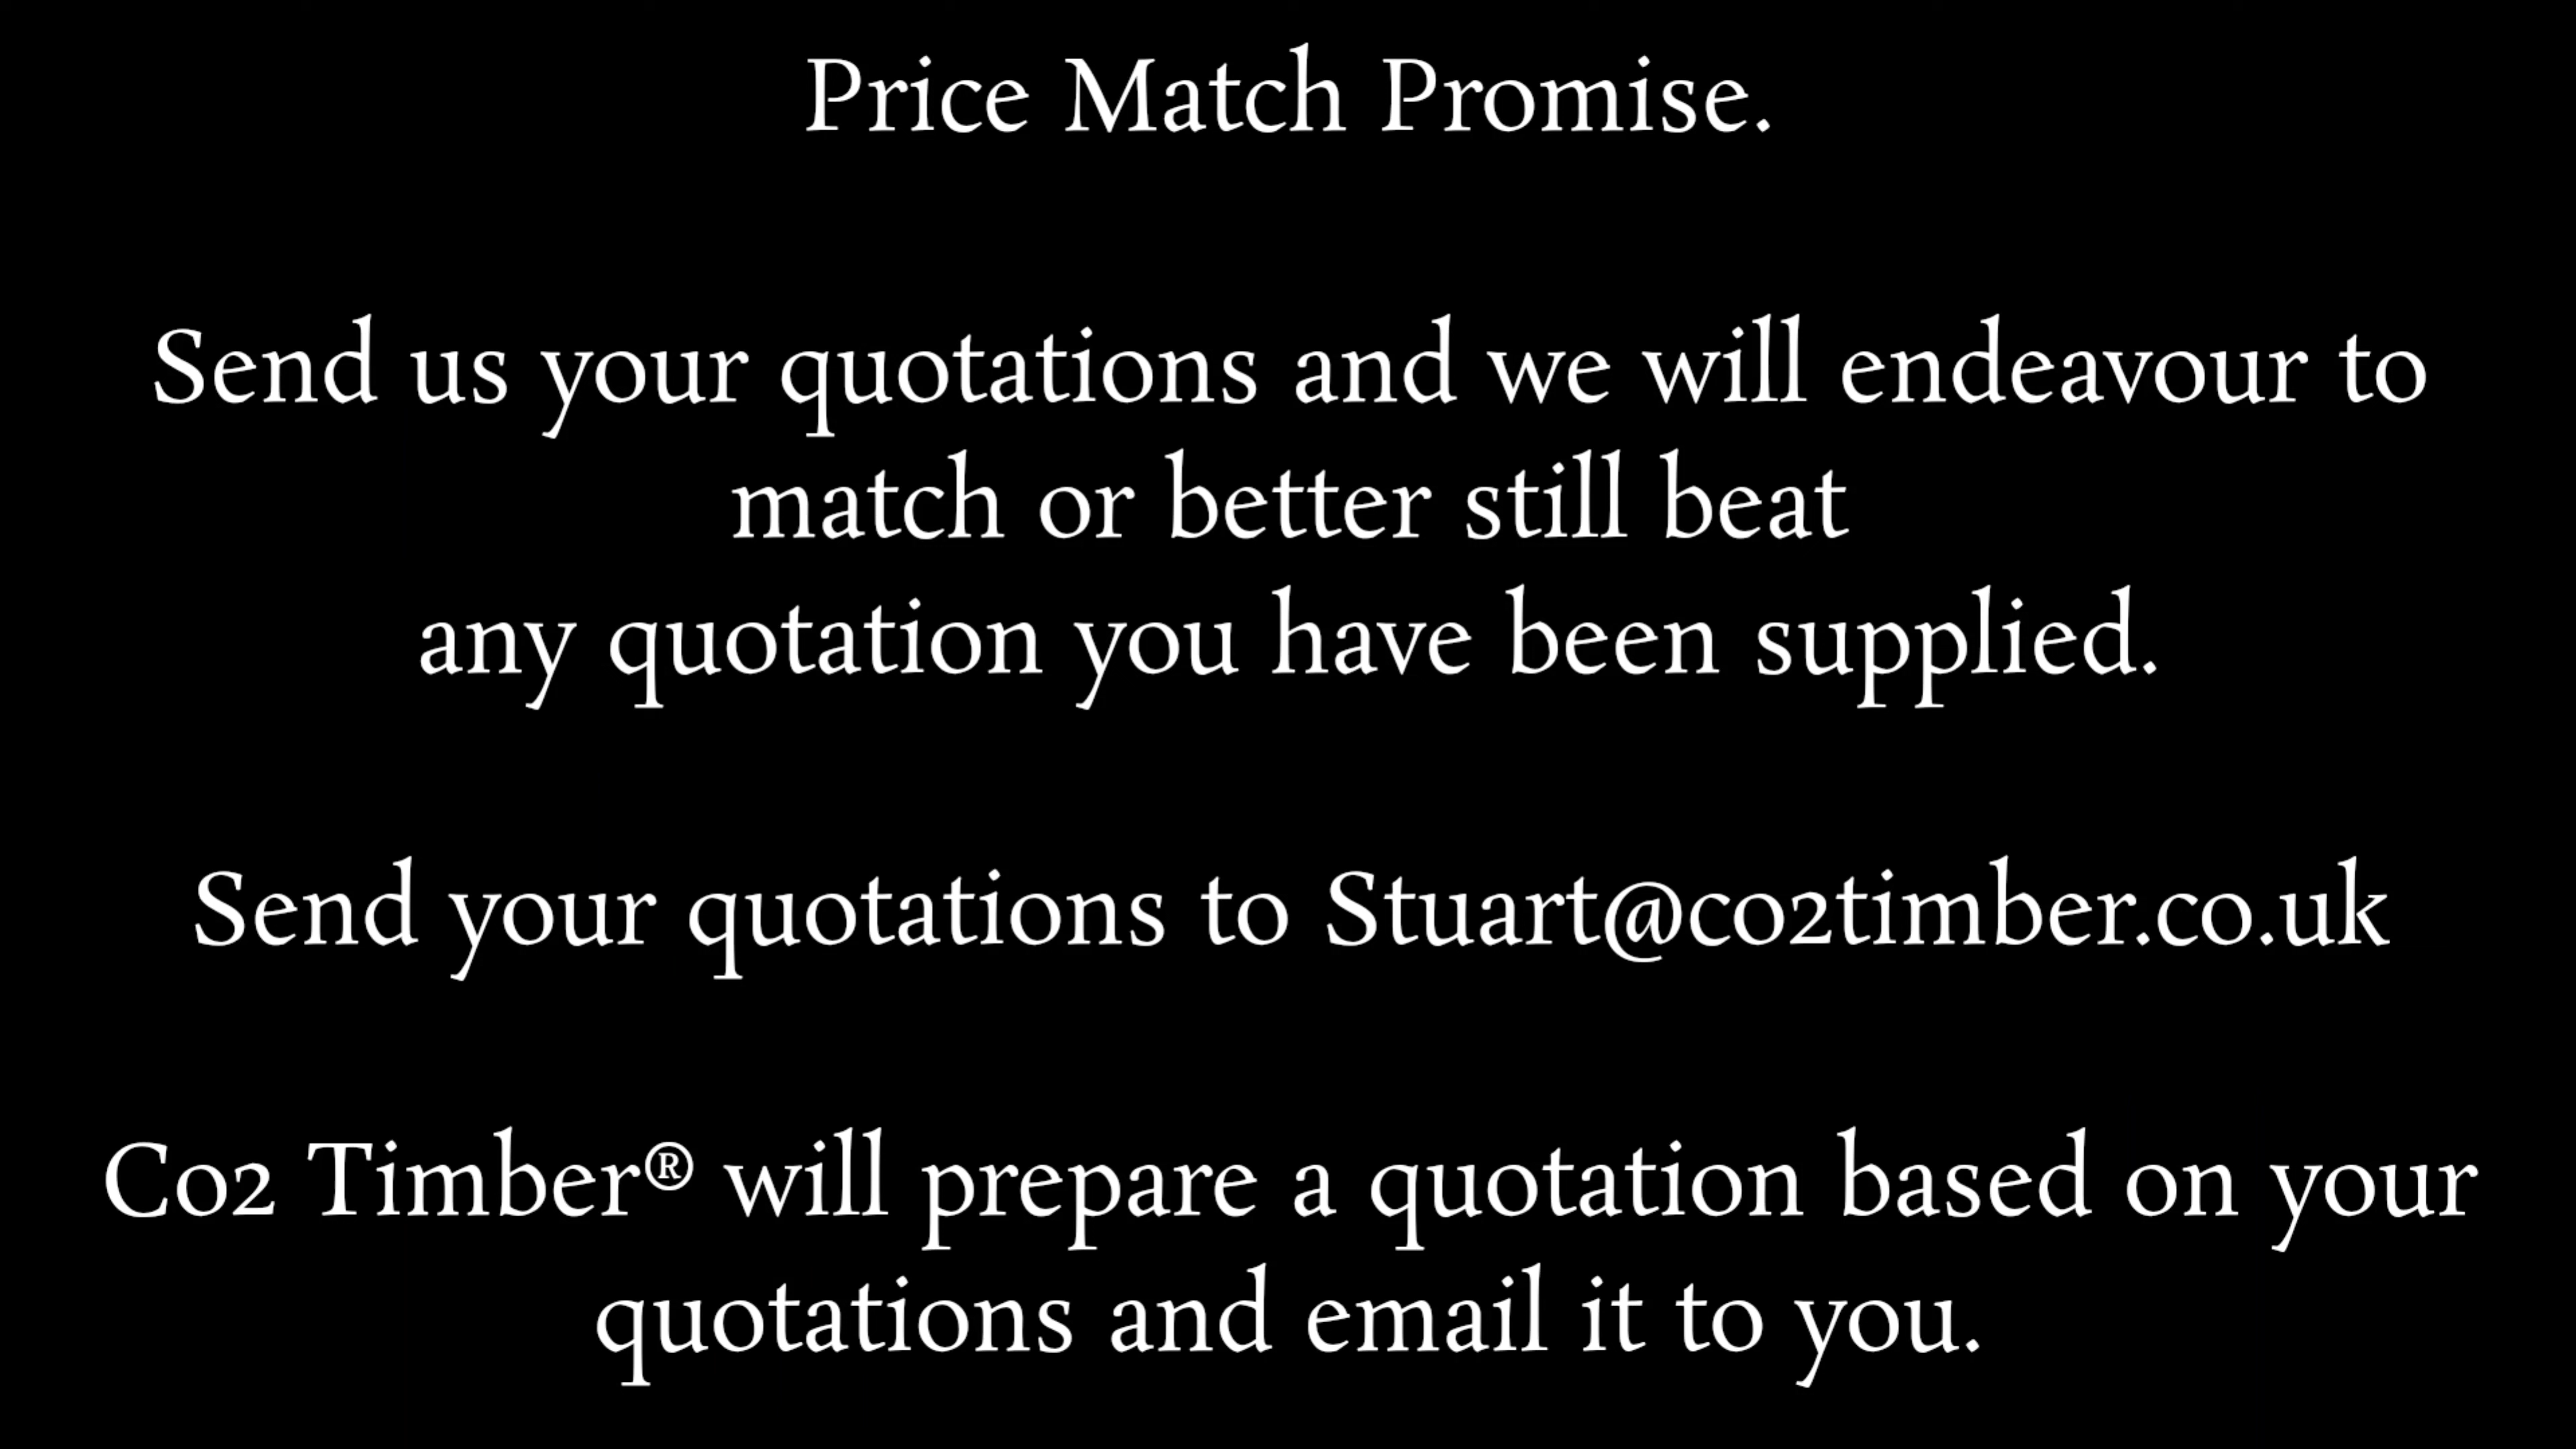 Price Match Promise.
Send us your quotations and we will endeavour to
match or better still beat
any quotation you have been supplied.
Send your quotations to Stuart@co2timber.co.uk
Co2 Timber® will prepare a quotation based on your
quotations and email it to you.